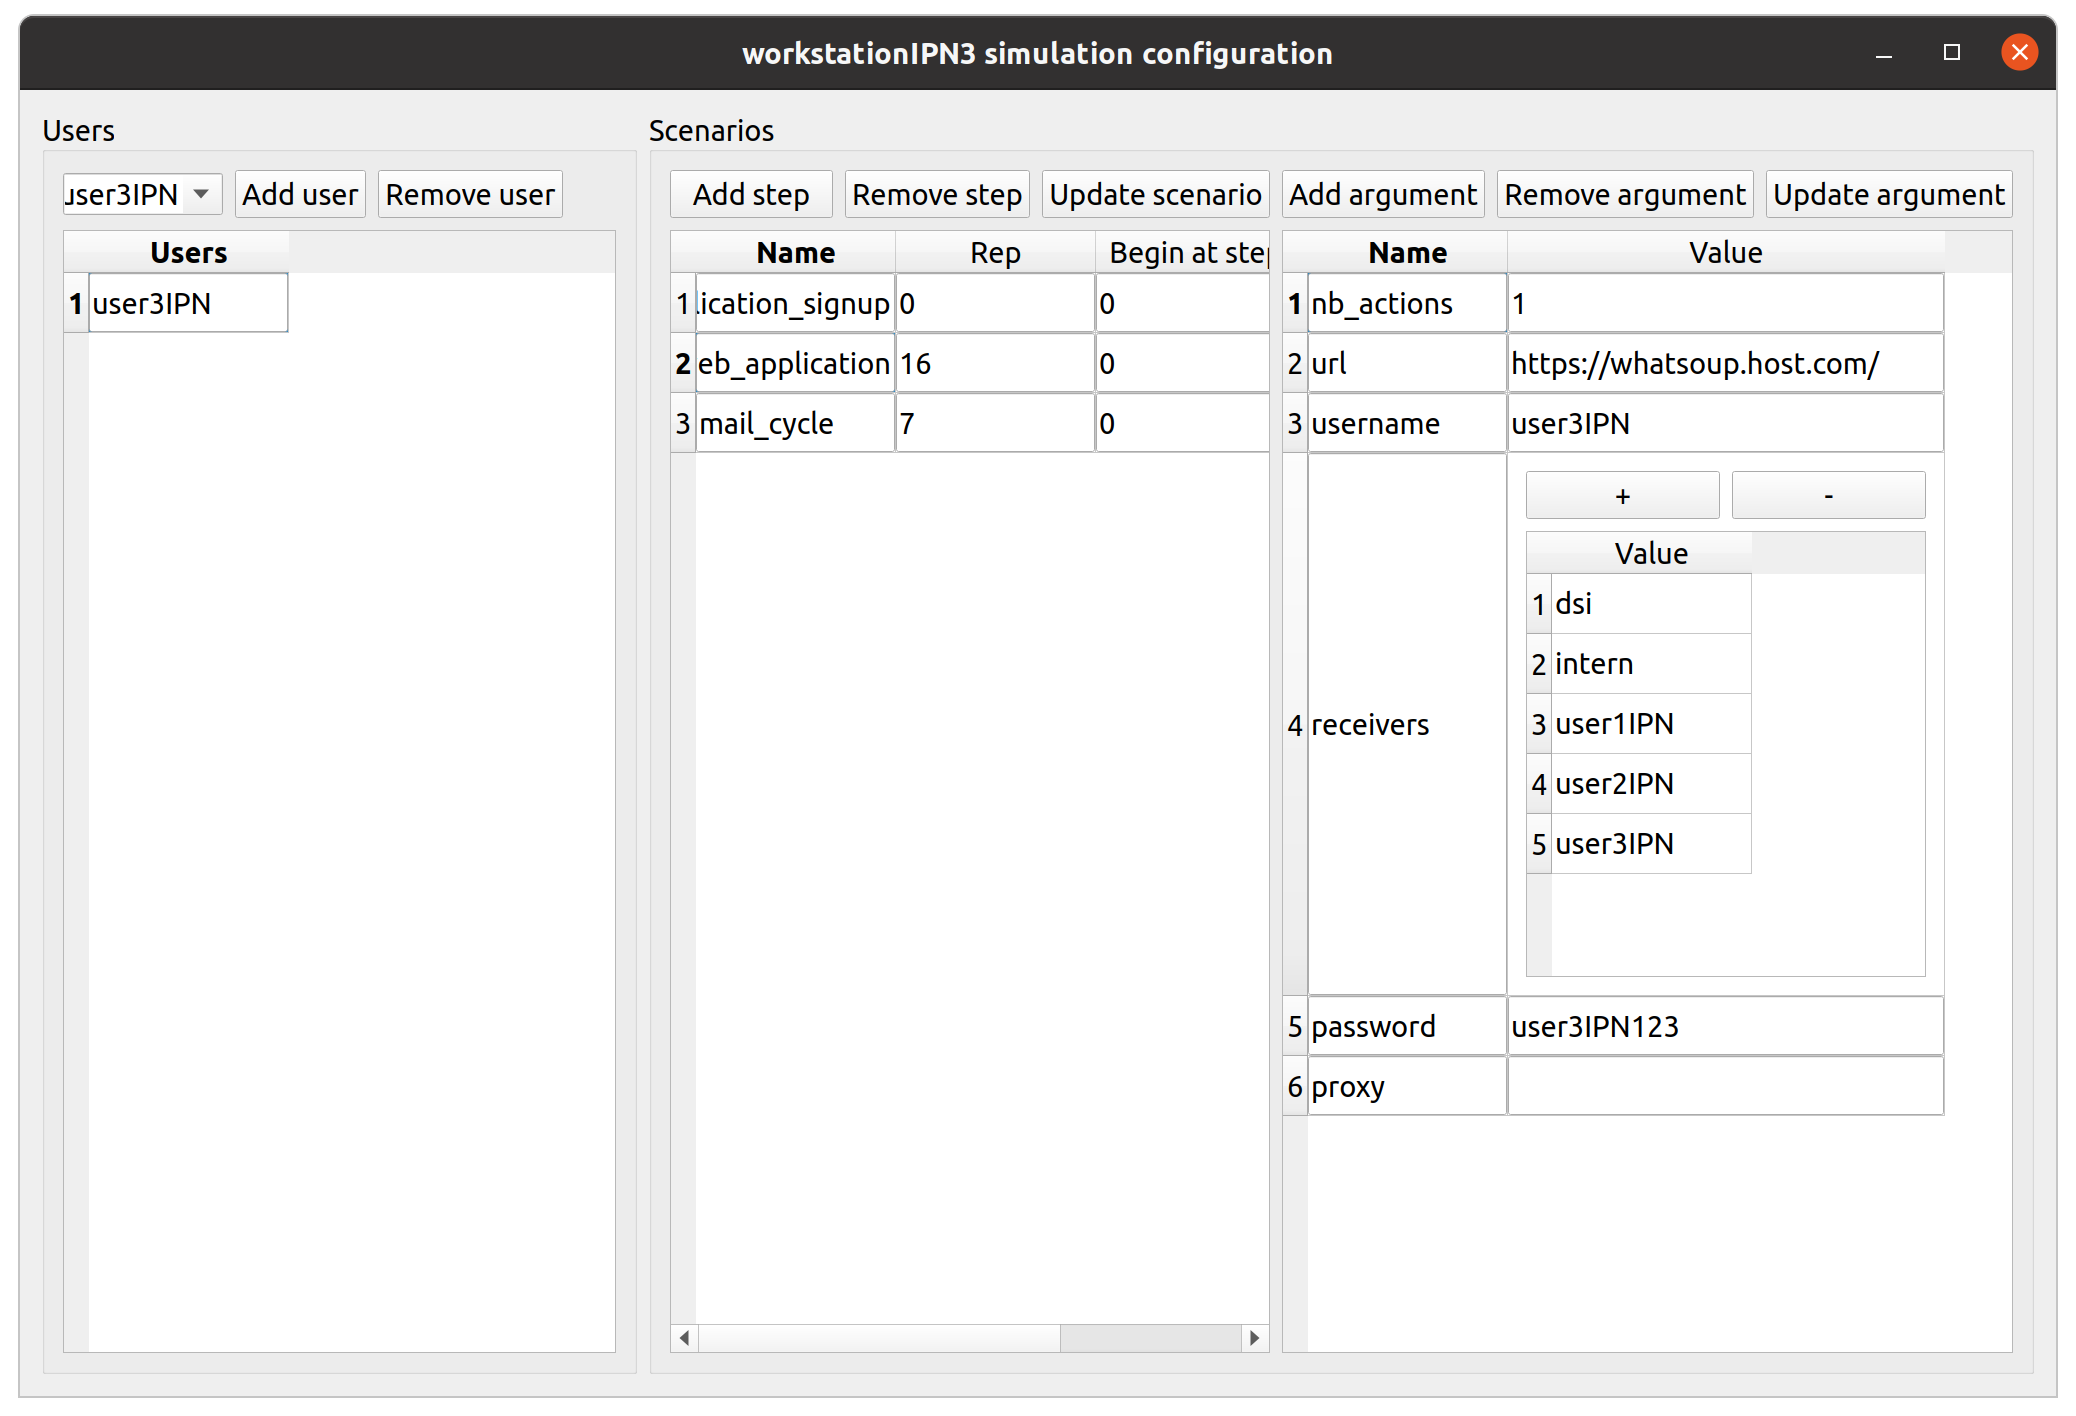 workstationIPN3 simulation configuration
Users
Scenarios
user3IPN
Add user
Remove user
Add step
Remove step
Update scenario
Add argument
Remove argument
Update argument
Users
1 user3IPN
Name Rep Begin at step
1 lication_signup 0 0
2 eb_application 16 0
3 mail_cycle 7 0
Name Value
1 nb_actions 1
2 url https://whatsoup.host.com/
3 username user3IPN
4 receivers
+ -
Value
1 dsi
2 intern
3 user1IPN
4 user2IPN
5 user3IPN
5 password user3IPN123
6 proxy